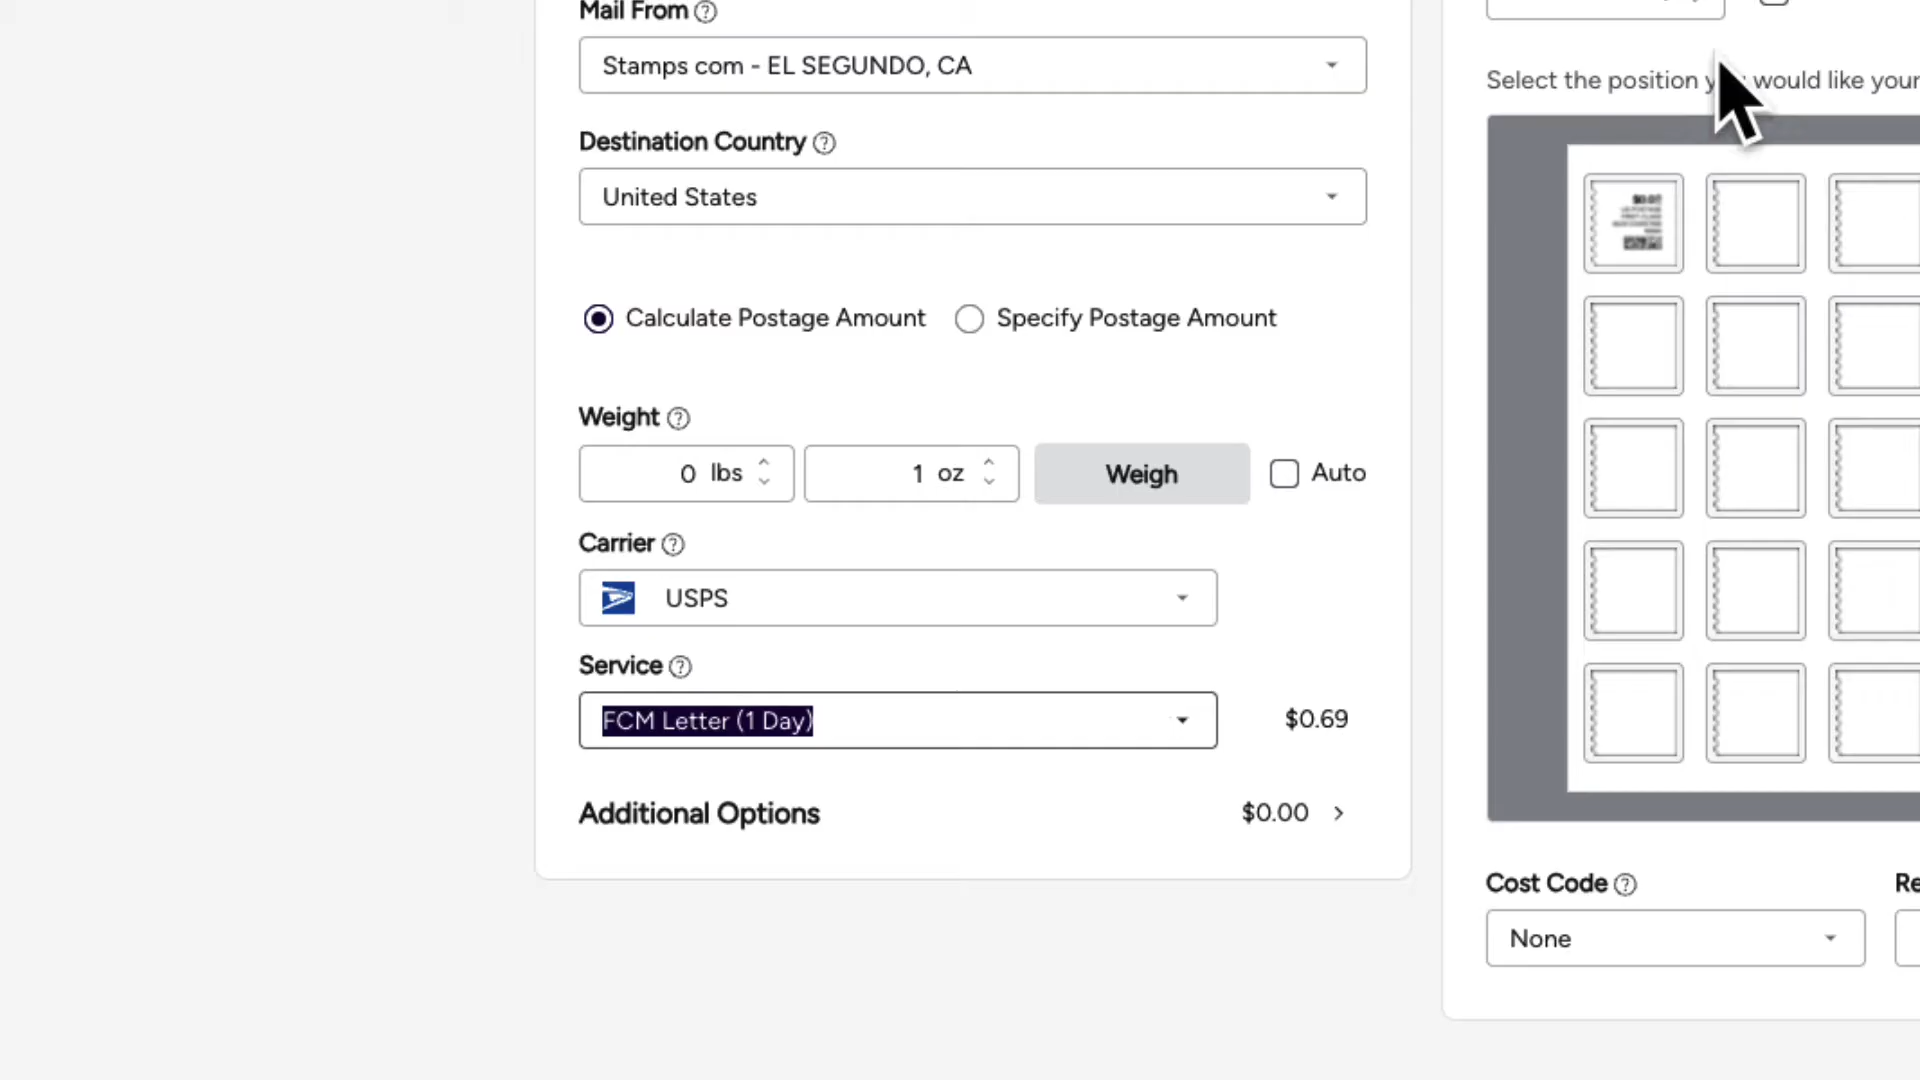 Mail From
Stamps com - EL SEGUNDO, CA
Destination Country
United States
Calculate Postage Amount
Specify Postage Amount
Weight
0 lbs
1 oz
Weigh
Auto
Carrier
USPS
Service
FCM Letter (1 Day)
$0.69
Additional Options
$0.00
Select the position would like your
Cost Code
None